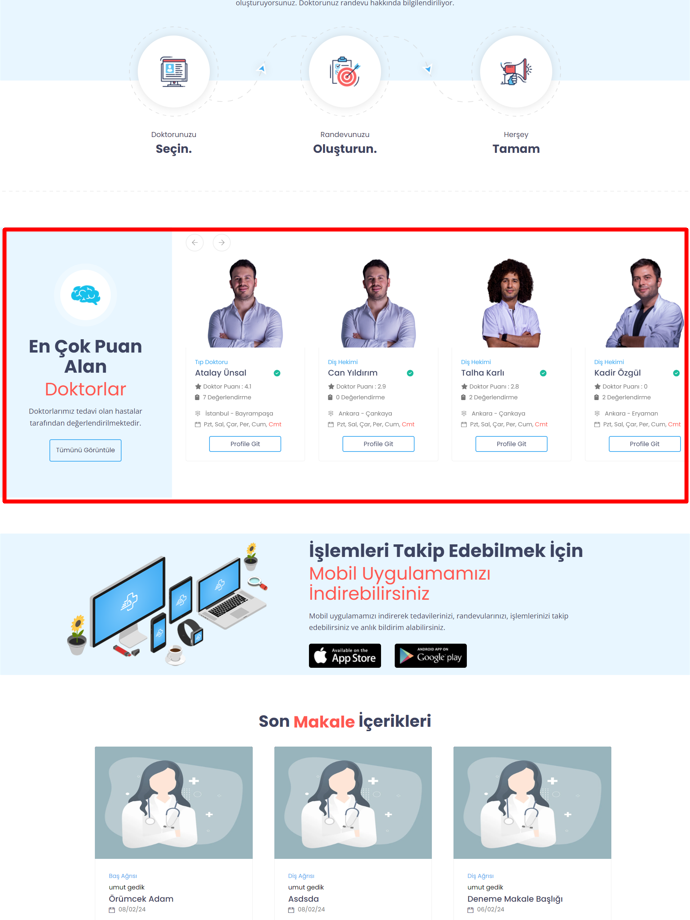 oluşturuyorsunuz. Doktorunuz randevu hakkında bilgilendiriliyor.
Doktorunuzu
Seçin.
Randevunuzu
Oluşturun.
Herşey
Tamam
En Çok Puan
Alan
Doktorlar
Doktorlarımız tedavi olan hastalar
tarafından değerlendirilmektedir.
Tümünü Görüntüle
Tıp Doktoru
Atalay Ünsal
Doktor Puanı : 4.1
7 Değerlendirme
İstanbul - Bayrampaşa
Pzt, Sal, Çar, Per, Cum, Cmt
Profile Git
Diş Hekimi
Can Yıldırım
Doktor Puanı : 2.9
0 Değerlendirme
Ankara - Çankaya
Pzt, Sal, Çar, Per, Cum, Cmt
Profile Git
Diş Hekimi
Talha Karlı
Doktor Puanı : 2.8
2 Değerlendirme
Ankara - Çankaya
Pzt, Sal, Çar, Per, Cum, Cmt
Profile Git
Diş Hekimi
Kadir Özgül
Doktor Puanı : 0
2 Değerlendirme
Ankara - Eryaman
Pzt, Sal, Çar, Per, Cum, Cmt
Profile Git
İşlemleri Takip Edebilmek İçin
Mobil Uygulamamızı
İndirebilirsiniz
Mobil uygulamamızı indirerek tedavilerinizi, randevularınızı, işlemlerinizi takip
edebilirsiniz ve anlık bildirim alabilirsiniz.
Available on the
App Store
ANDROID APP ON
Google play
Son Makale İçerikleri
Baş Ağrısı
umut gedik
Örümcek Adam
08/02/24
Diş Ağrısı
umut gedik
Asdsda
08/02/24
Diş Ağrısı
umut gedik
Deneme Makale Başlığı
06/02/24